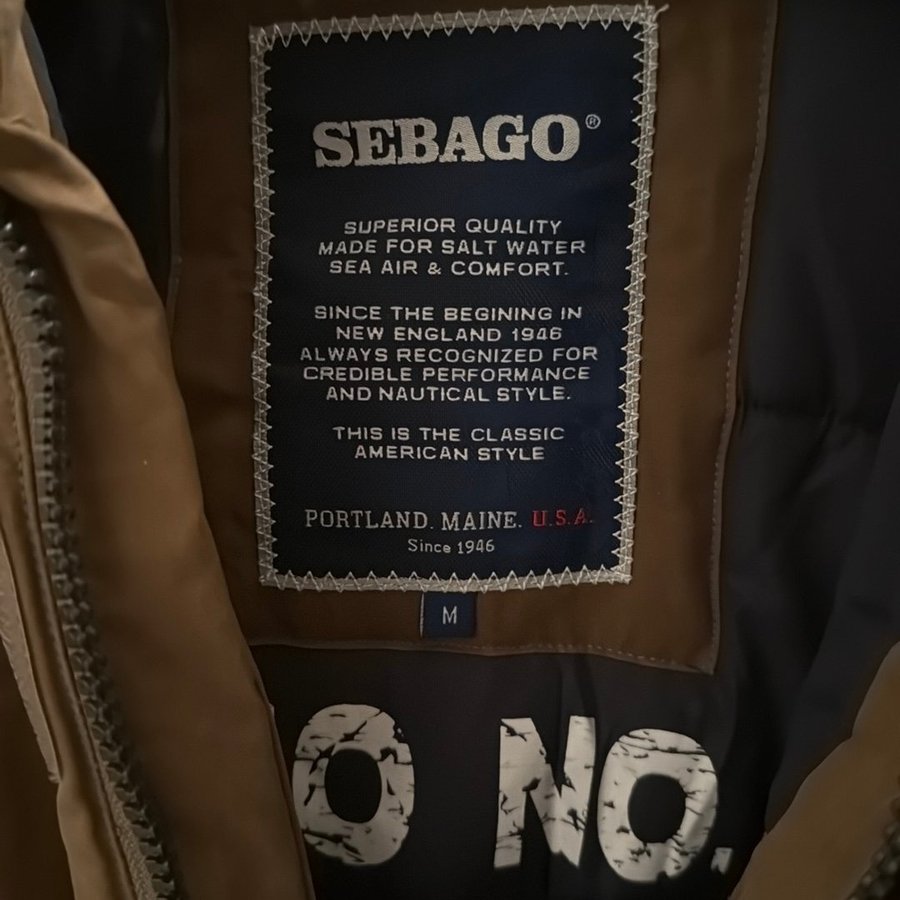 SEBAGO®
SUPERIOR QUALITY
MADE FOR SALT WATER
SEA AIR & COMFORT.
SINCE THE BEGINING IN
NEW ENGLAND 1946
ALWAYS RECOGNIZED FOR
CREDIBLE PERFORMANCE
AND NAUTICAL STYLE.
THIS IS THE CLASSIC
AMERICAN STYLE
PORTLAND. MAINE. U.S.A.
Since 1946
M
O NO.